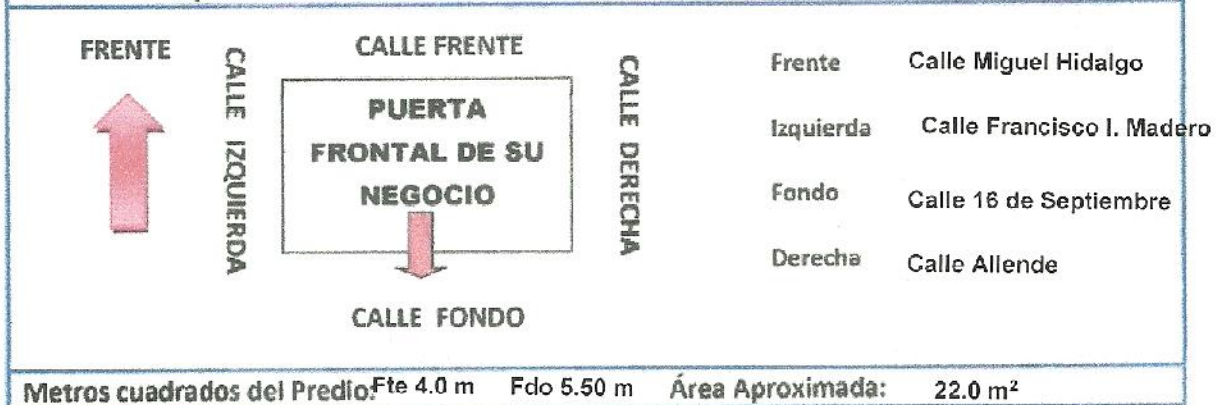 FRENTE
CALLE IZQUIERDA
CALLE FRENTE
PUERTA
FRONTAL DE SU
NEGOCIO
CALLE FONDO
CALLE DERECHA
Frente Calle Miguel Hidalgo
Izquierda Calle Francisco I. Madero
Fondo Calle 16 de Septiembre
Derecha Calle Allende
Metros cuadrados del Predio: Fte 4.0 m Fdo 5.50 m Área Aproximada: 22.0 m²